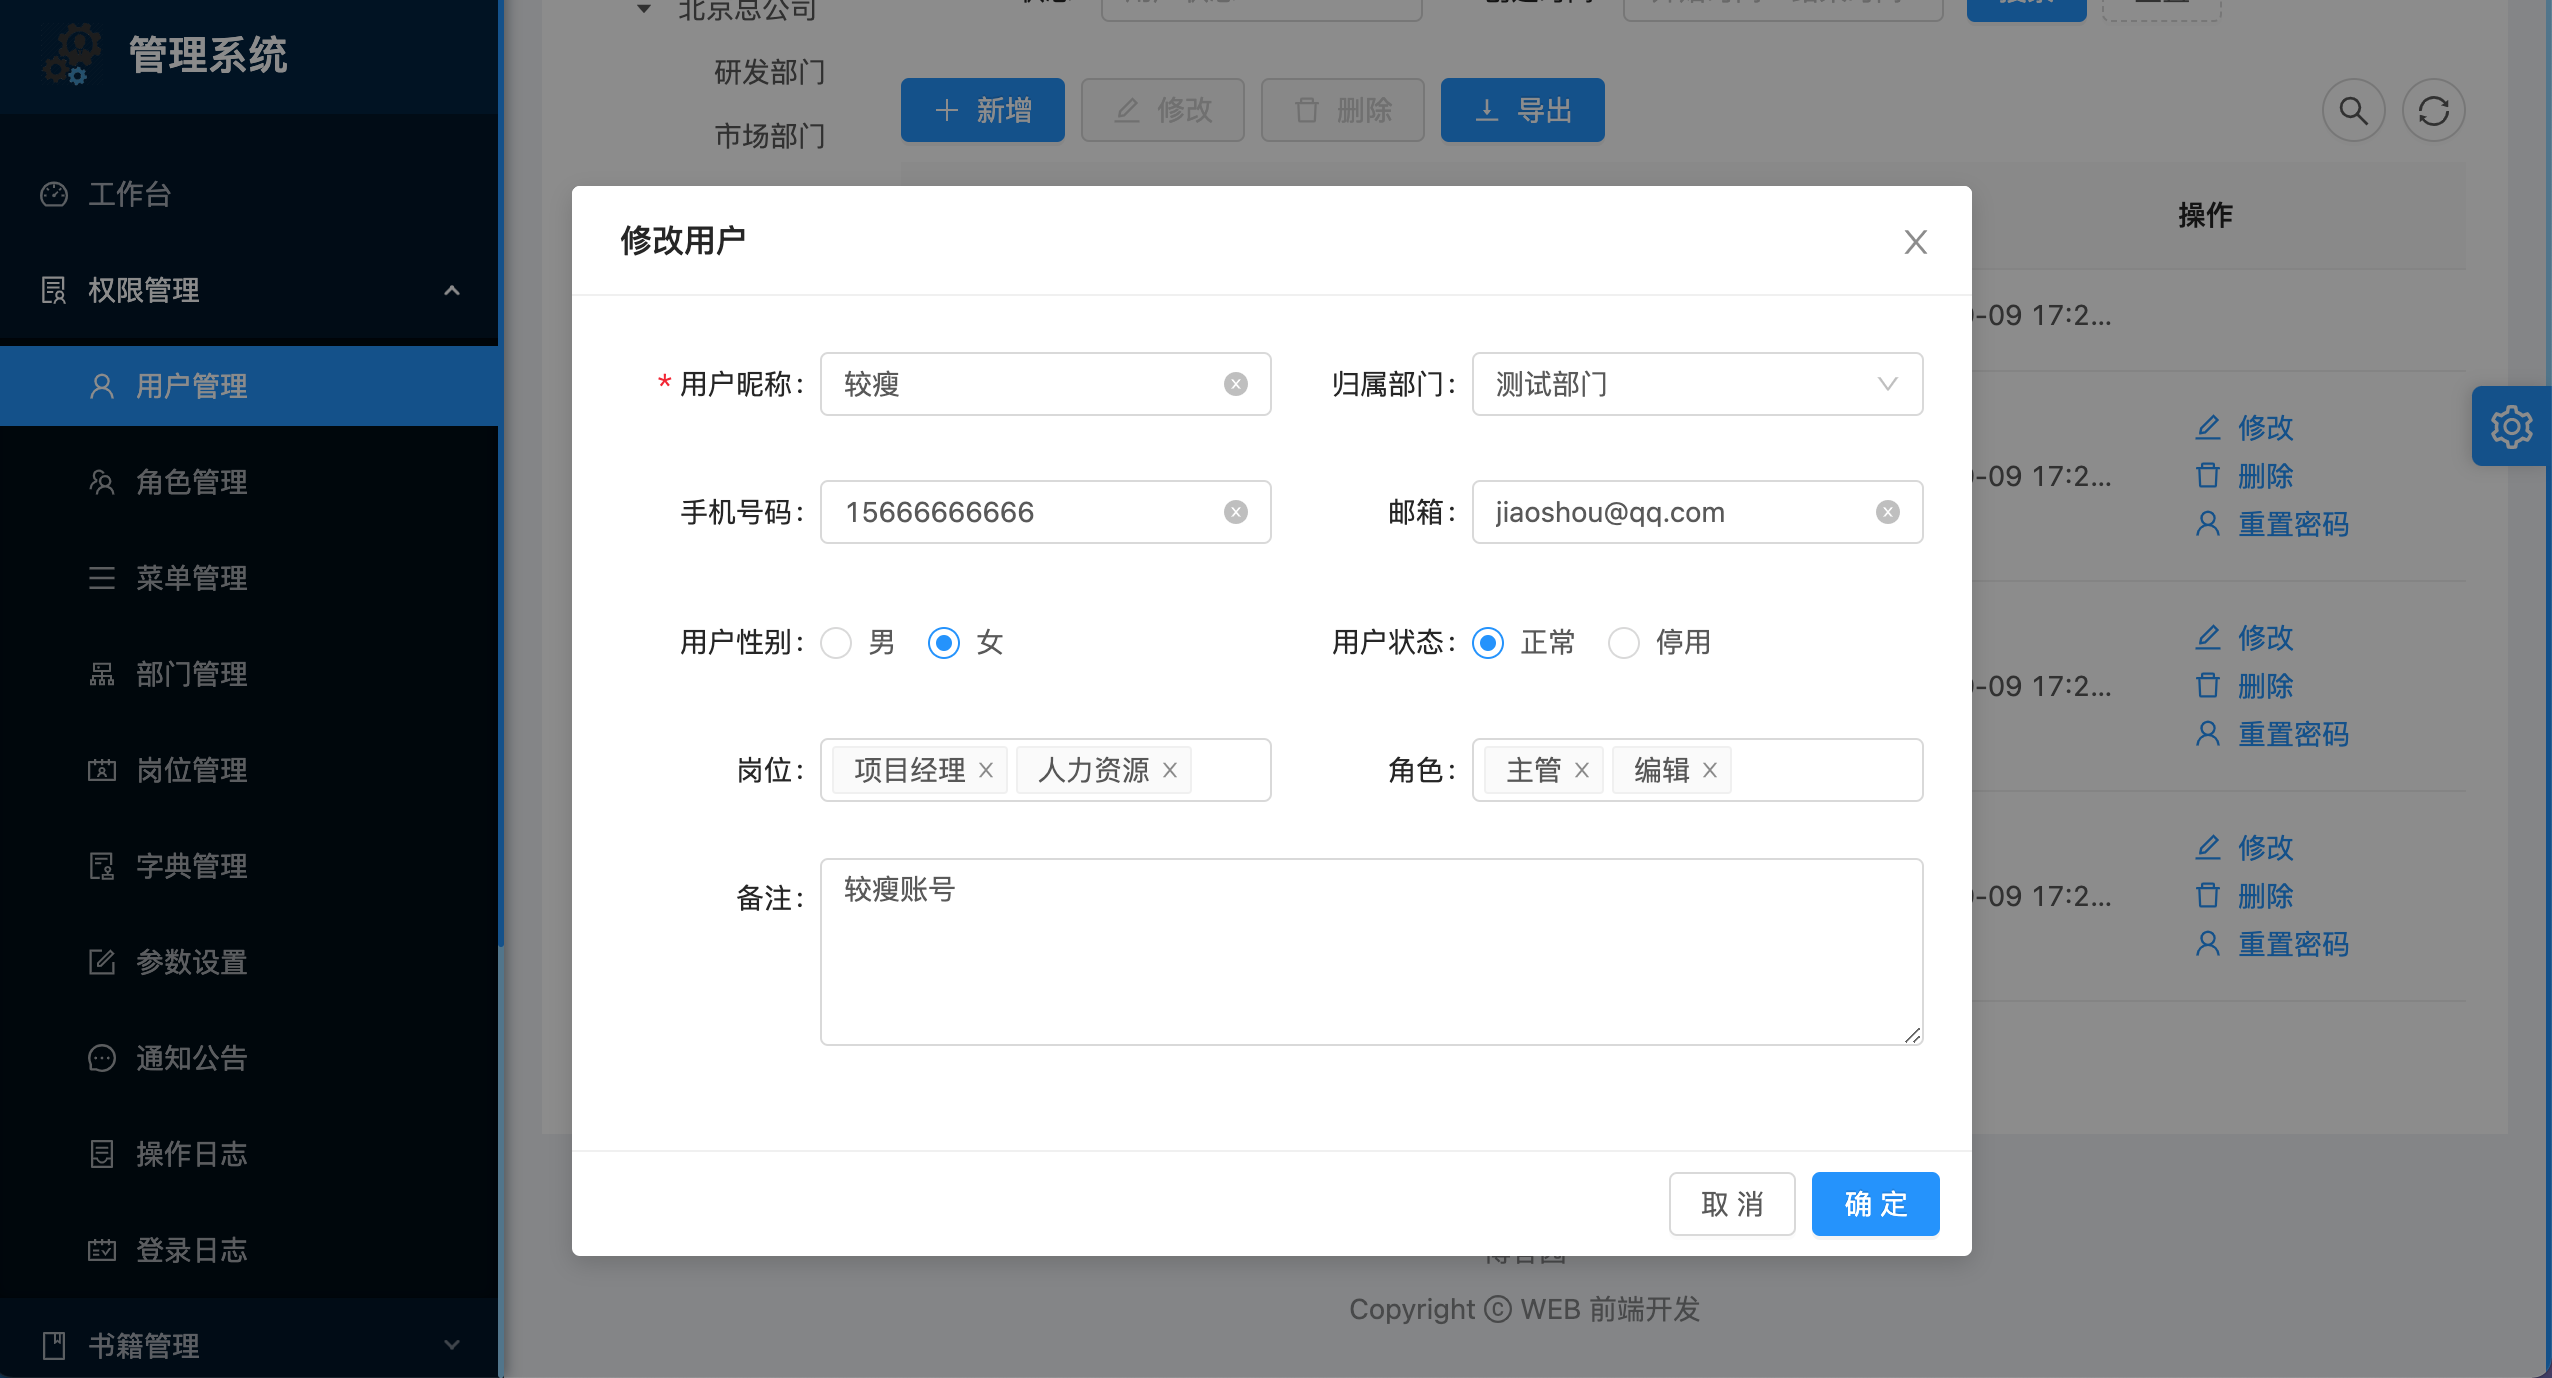 管理系统
工作台
权限管理
用户管理
角色管理
菜单管理
部门管理
岗位管理
字典管理
参数设置
通知公告
操作日志
登录日志
书籍管理
北京总公司
研发部门
市场部门
新增
修改
删除
导出
操作
-09 17:2...
-09 17:2...
修改
删除
重置密码
-09 17:2...
修改
删除
重置密码
-09 17:2...
修改
删除
重置密码
修改用户
* 用户昵称: 较瘦
归属部门: 测试部门
手机号码: 15666666666
邮箱: jiaoshou@qq.com
用户性别: 男 女
用户状态: 正常 停用
岗位: 项目经理 人力资源
角色: 主管 编辑
备注: 较瘦账号
取 消
确 定
Copyright © WEB 前端开发